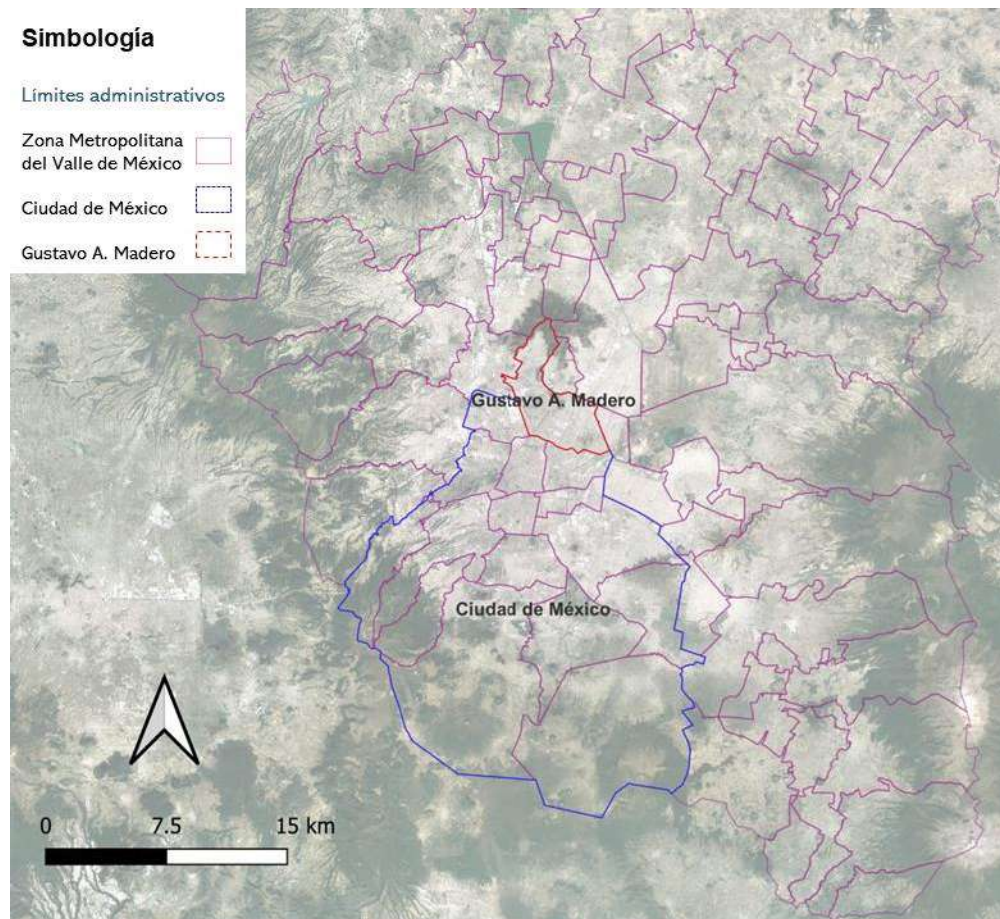 Simbología
Límites administrativos
Zona Metropolitana
del Valle de México
Ciudad de México
Gustavo A. Madero
Gustavo A. Madero
Ciudad de México
0 7.5 15 km